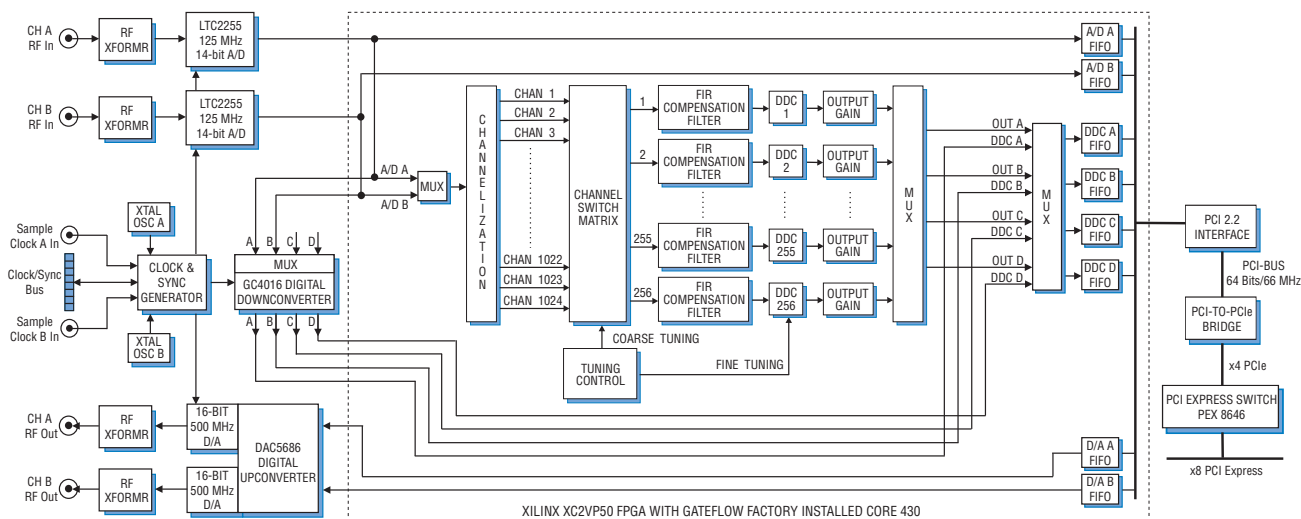 CH A
RF In
RF
XFORMR
LTC2255
125 MHz
14-bit A/D
CH B
RF In
RF
XFORMR
LTC2255
125 MHz
14-bit A/D
A/D A
FIFO
A/D B
FIFO
A/D A
A/D B
MUX
CHANNELIZATION
CHAN 1
CHAN 2
CHAN 3
CHAN 1022
CHAN 1023
CHAN 1024
CHANNEL
SWITCH
MATRIX
1
FIR
COMPENSATION
FILTER
DDC
1
OUTPUT
GAIN
2
FIR
COMPENSATION
FILTER
DDC
2
OUTPUT
GAIN
255
FIR
COMPENSATION
FILTER
DDC
255
OUTPUT
GAIN
256
FIR
COMPENSATION
FILTER
DDC
256
OUTPUT
GAIN
MUX
OUT A
DDC A
OUT B
DDC B
OUT C
DDC C
OUT D
DDC D
MUX
DDC A
FIFO
DDC B
FIFO
DDC C
FIFO
DDC D
FIFO
PCI 2.2
INTERFACE
PCI-BUS
64 Bits/66 MHz
PCI-TO-PCIe
BRIDGE
x4 PCIe
PCI EXPRESS SWITCH
PEX 8646
x8 PCI Express
Sample
Clock A In
Clock/Sync
Bus
Sample
Clock B In
XTAL
OSC A
CLOCK &
SYNC
GENERATOR
XTAL
OSC B
A B C D
MUX
GC4016 DIGITAL
DOWNCONVERTER
A B C D
COARSE TUNING
TUNING
CONTROL
FINE TUNING
CH A
RF Out
RF
XFORMR
16-BIT
500 MHz
D/A
CH B
RF Out
RF
XFORMR
16-BIT
500 MHz
D/A
DAC5686
DIGITAL
UPCONVERTER
D/A A
FIFO
D/A B
FIFO
XILINX XC2VP50 FPGA WITH GATEFLOW FACTORY INSTALLED CORE 430